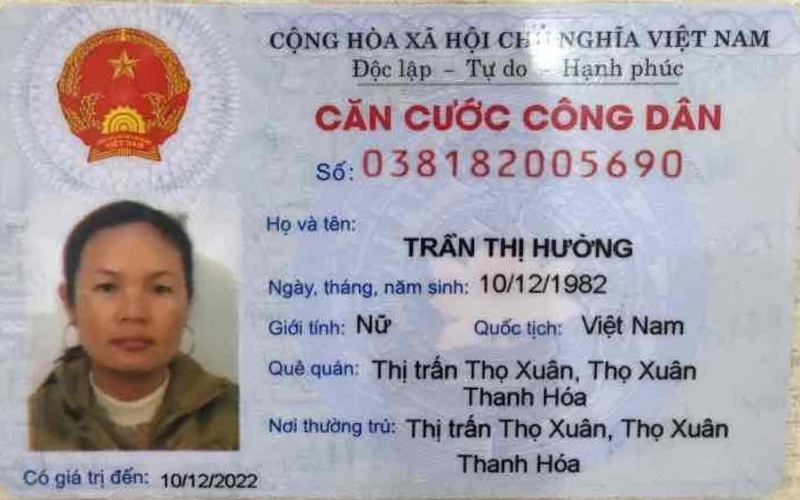 CỘNG HÒA XÃ HỘI CHỦ NGHĨA VIỆT NAM
Độc lập – Tự do – Hạnh phúc
CĂN CƯỚC CÔNG DÂN
Số: 038182005690
Họ và tên:
TRẦN THỊ HƯỜNG
Ngày, tháng, năm sinh: 10/12/1982
Giới tính: Nữ Quốc tịch: Việt Nam
Quê quán: Thị trấn Thọ Xuân, Thọ Xuân
Thanh Hóa
Nơi thường trú: Thị trấn Thọ Xuân, Thọ Xuân
Thanh Hóa
Có giá trị đến: 10/12/2022
VIỆT NAM